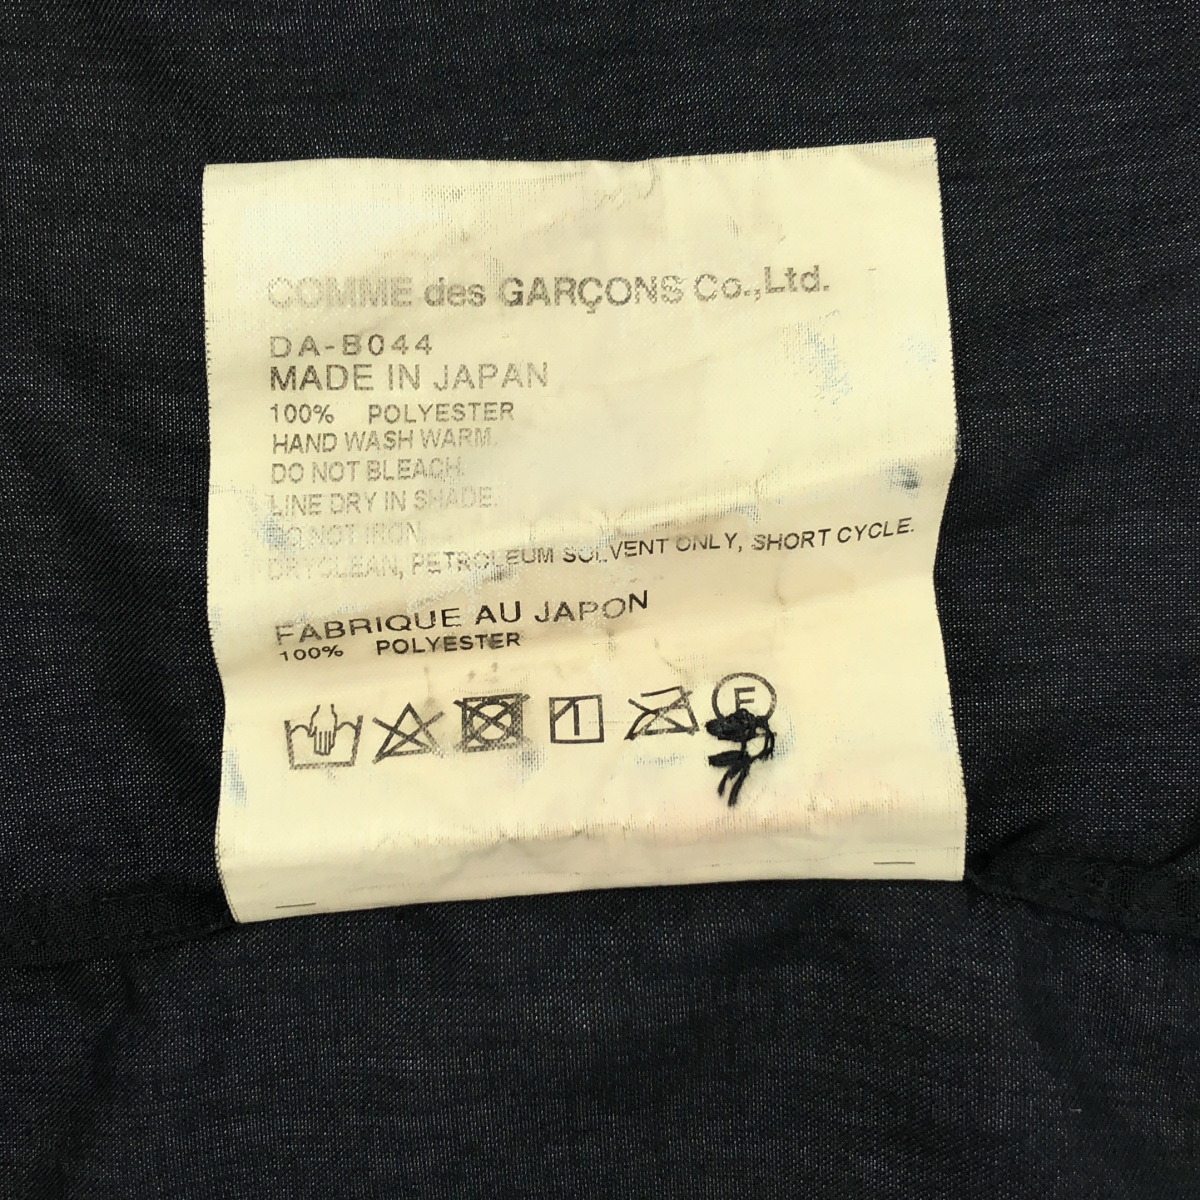 COMME des GARÇONS Co.,Ltd.
DA-B044
MADE IN JAPAN
100% POLYESTER
HAND WASH WARM.
DO NOT BLEACH.
LINE DRY IN SHADE.
DO NOT IRON.
DRYCLEAN, PETROLEUM SOLVENT ONLY, SHORT CYCLE.
FABRIQUE AU JAPON
100% POLYESTER
F